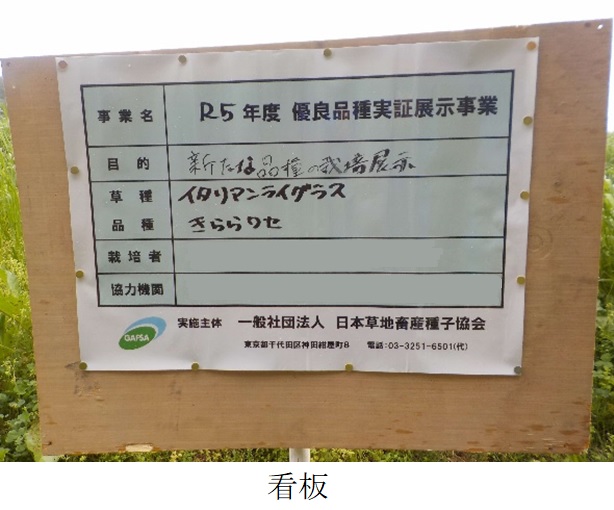 事業名 R5年度 優良品種実証展示事業
目的 新たな品種の栽培展示
草種 イタリマンライグラス
品種 きららワセ
栽培者
協力機関
GAFSA 実施主体 一般社団法人 日本草地畜産種子協会
東京都千代田区神田紺屋町8 電話:03-3251-6501(代)
看板